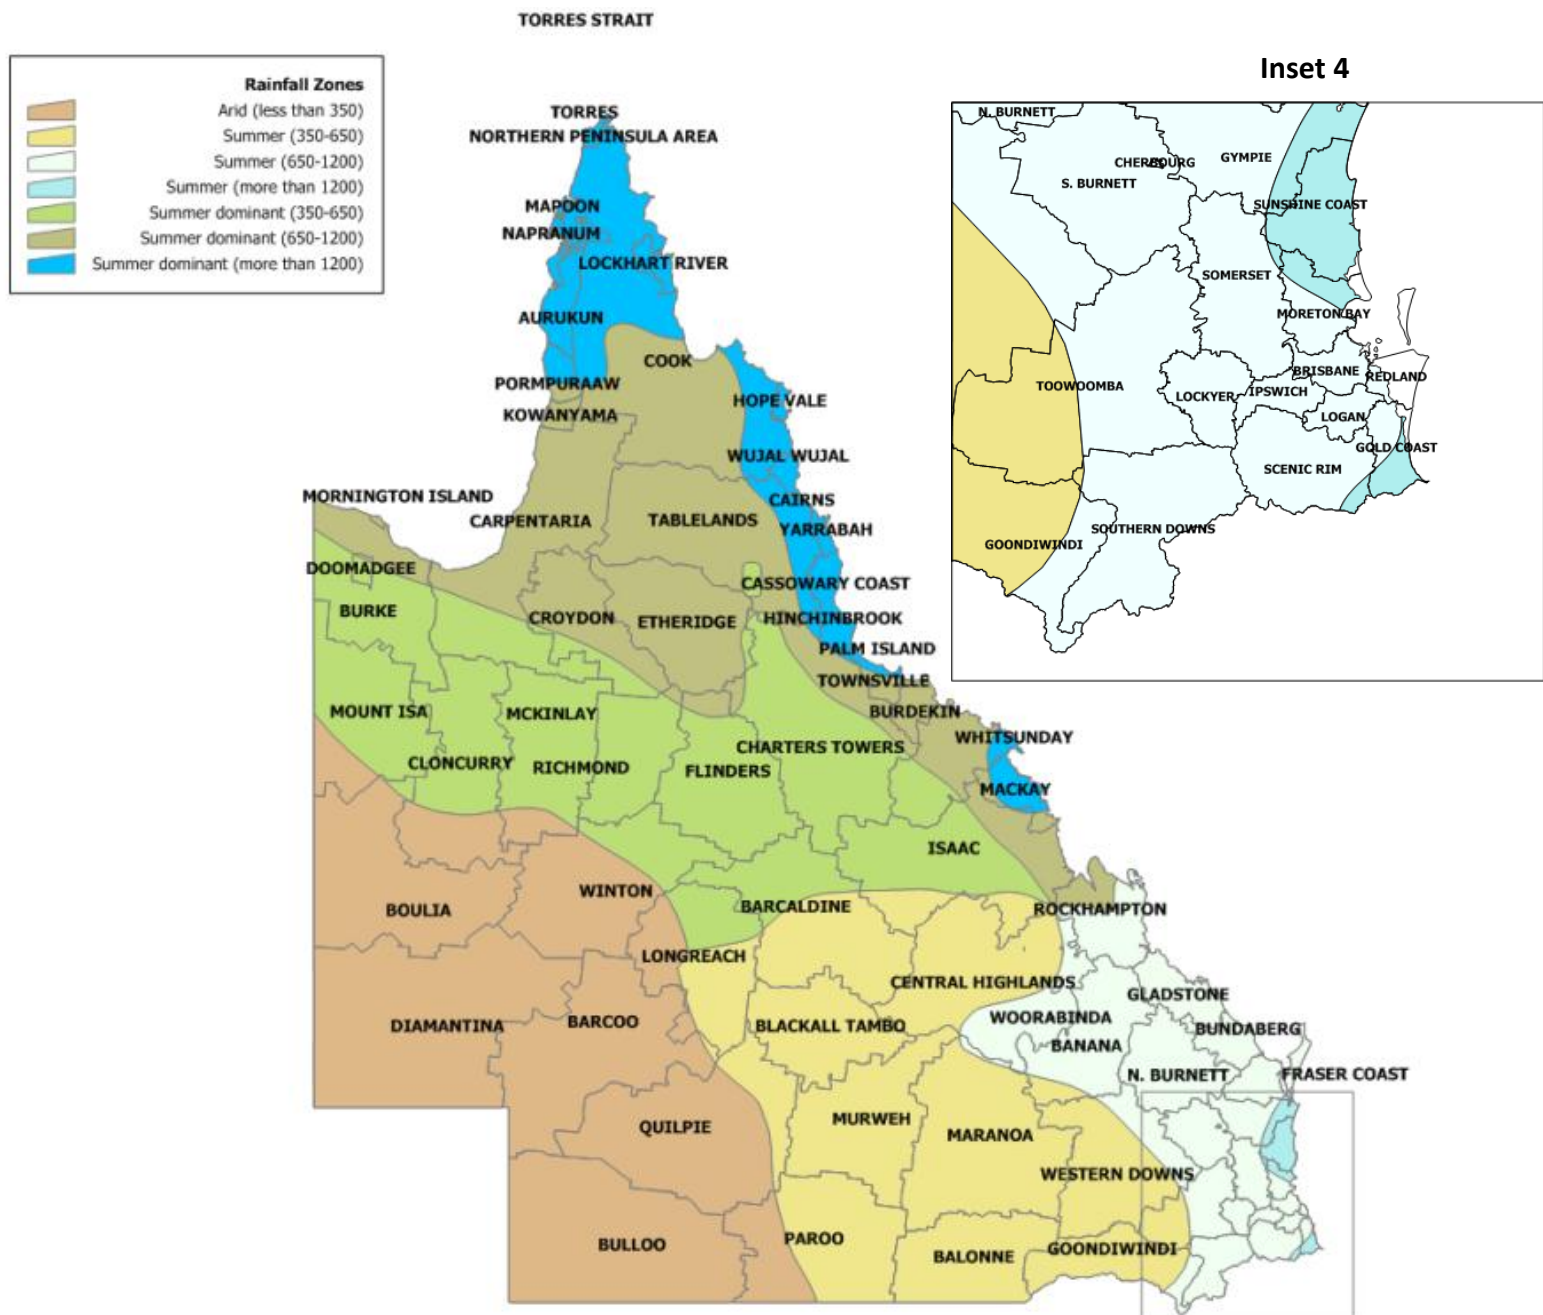 TORRES STRAIT
Inset 4
Rainfall Zones
Arid (less than 350)
Summer (350-650)
Summer (650-1200)
Summer (more than 1200)
Summer dominant (350-650)
Summer dominant (650-1200)
Summer dominant (more than 1200)
TORRES
NORTHERN PENINSULA AREA
MAPOON
NAPRANUM
LOCKHART RIVER
AURUKUN
COOK
PORMPURAAW
HOPE VALE
KOWANYAMA
WUJAL WUJAL
MORNINGTON ISLAND
CAIRNS
CARPENTARIA
TABLELANDS
YARRABAH
DOOMADGEE
CASSOWARY COAST
BURKE
CROYDON
ETHERIDGE
HINCHINBROOK
PALM ISLAND
TOWNSVILLE
MOUNT ISA
MCKINLAY
BURDEKIN
WHITSUNDAY
CHARTERS TOWERS
CLONCURRY
RICHMOND
FLINDERS
MACKAY
ISAAC
WINTON
BOULIA
BARCALDINE
ROCKHAMPTON
LONGREACH
CENTRAL HIGHLANDS
GLADSTONE
DIAMANTINA
BARCOO
BLACKALL TAMBO
WOORABINDA
BUNDABERG
BANANA
N. BURNETT
FRASER COAST
QUILPIE
MURWEH
MARANOA
WESTERN DOWNS
BULLOO
PAROO
BALONNE
GOONDIWINDI
N. BURNETT
CHERBOURG
GYMPIE
S. BURNETT
SUNSHINE COAST
SOMERSET
MORETON BAY
BRISBANE
REDLAND
TOOWOOMBA
LOCKYER
IPSWICH
LOGAN
GOLD COAST
SCENIC RIM
SOUTHERN DOWNS
GOONDIWINDI